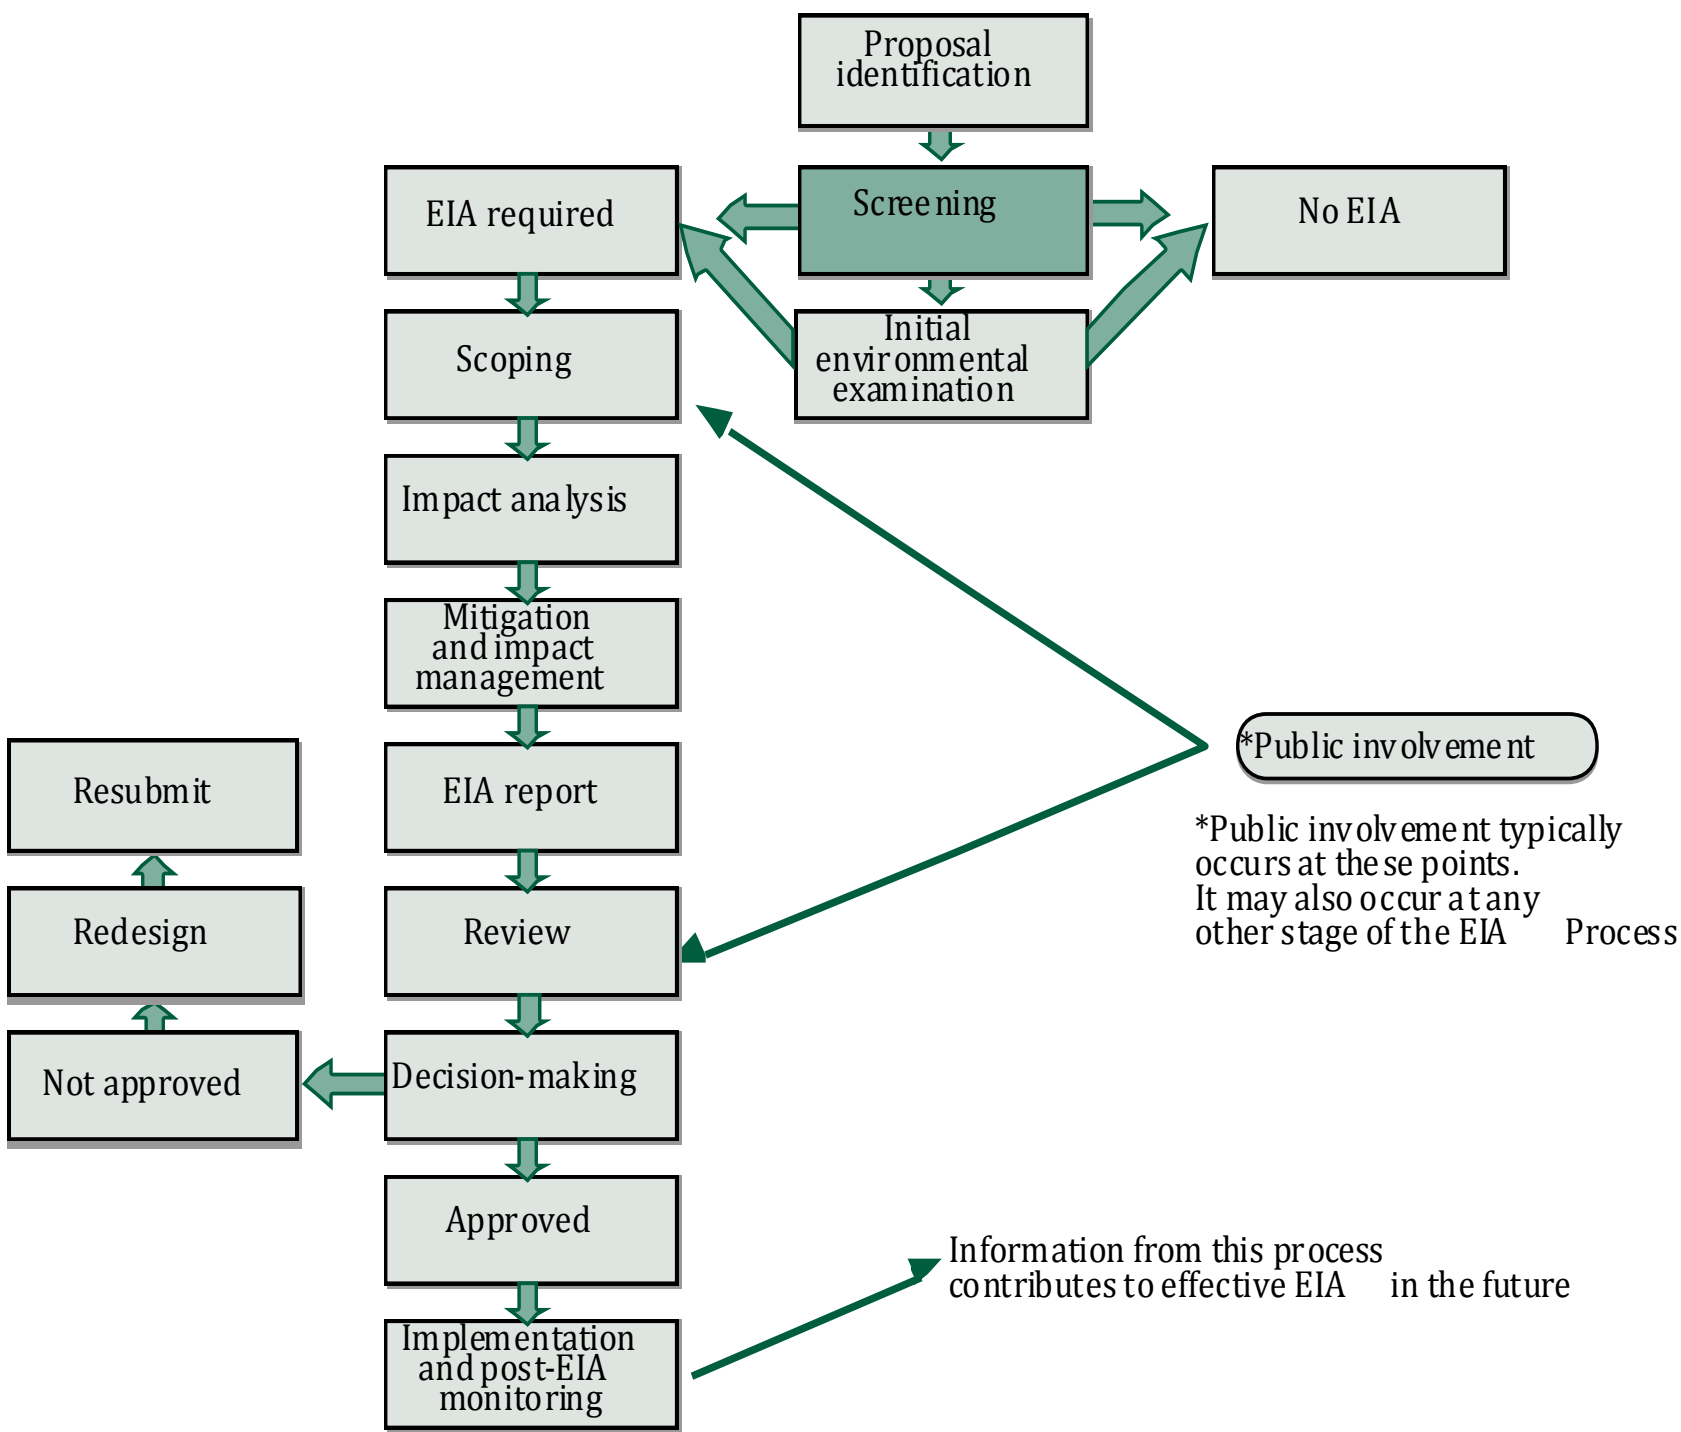 Proposal
identification
EIA required
Screening
No EIA
Scoping
Initial
environmental
examination
Impact analysis
Mitigation
and impact
management
*Public involvement
Resubmit
EIA report
*Public involvement typically
occurs at these points.
It may also occur at any
other stage of the EIA Process
Redesign
Review
Not approved
Decision-making
Approved
Information from this process
contributes to effective EIA in the future
Implementation
and post-EIA
monitoring